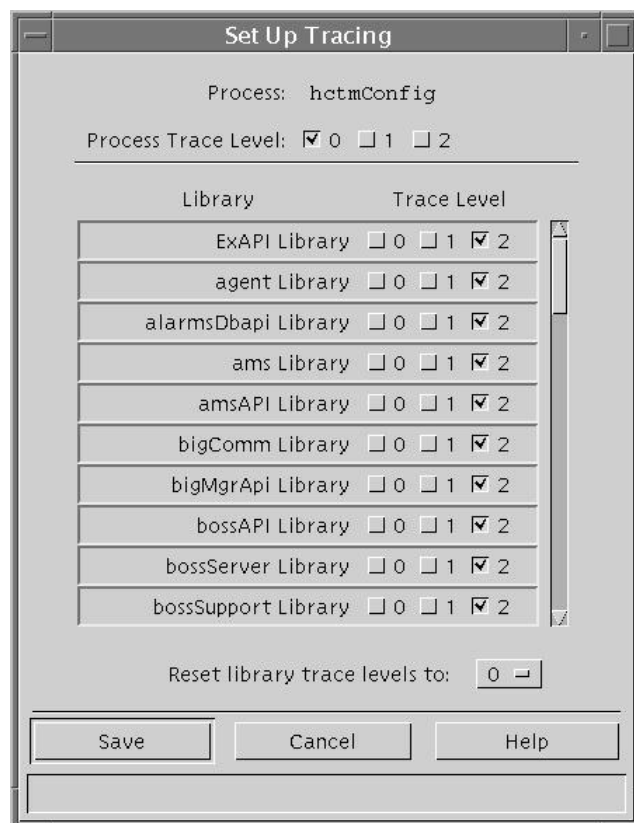 Set Up Tracing
Process: hctmConfig
Process Trace Level: 0 1 2
Library Trace Level
ExAPI Library 0 1 2
agent Library 0 1 2
alarmsDbapi Library 0 1 2
ams Library 0 1 2
amsAPI Library 0 1 2
bigComm Library 0 1 2
bigMgrApi Library 0 1 2
bossAPI Library 0 1 2
bossServer Library 0 1 2
bossSupport Library 0 1 2
Reset library trace levels to: 0
Save Cancel Help